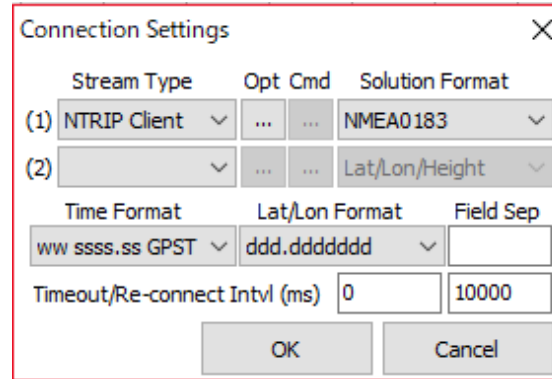 Connection Settings
Stream Type Opt Cmd Solution Format
(1) NTRIP Client ... ... NMEA0183
(2) ... ... Lat/Lon/Height
Time Format Lat/Lon Format Field Sep
ww ssss.ss GPST ddd.ddddddd
Timeout/Re-connect Intvl (ms) 0 10000
OK Cancel